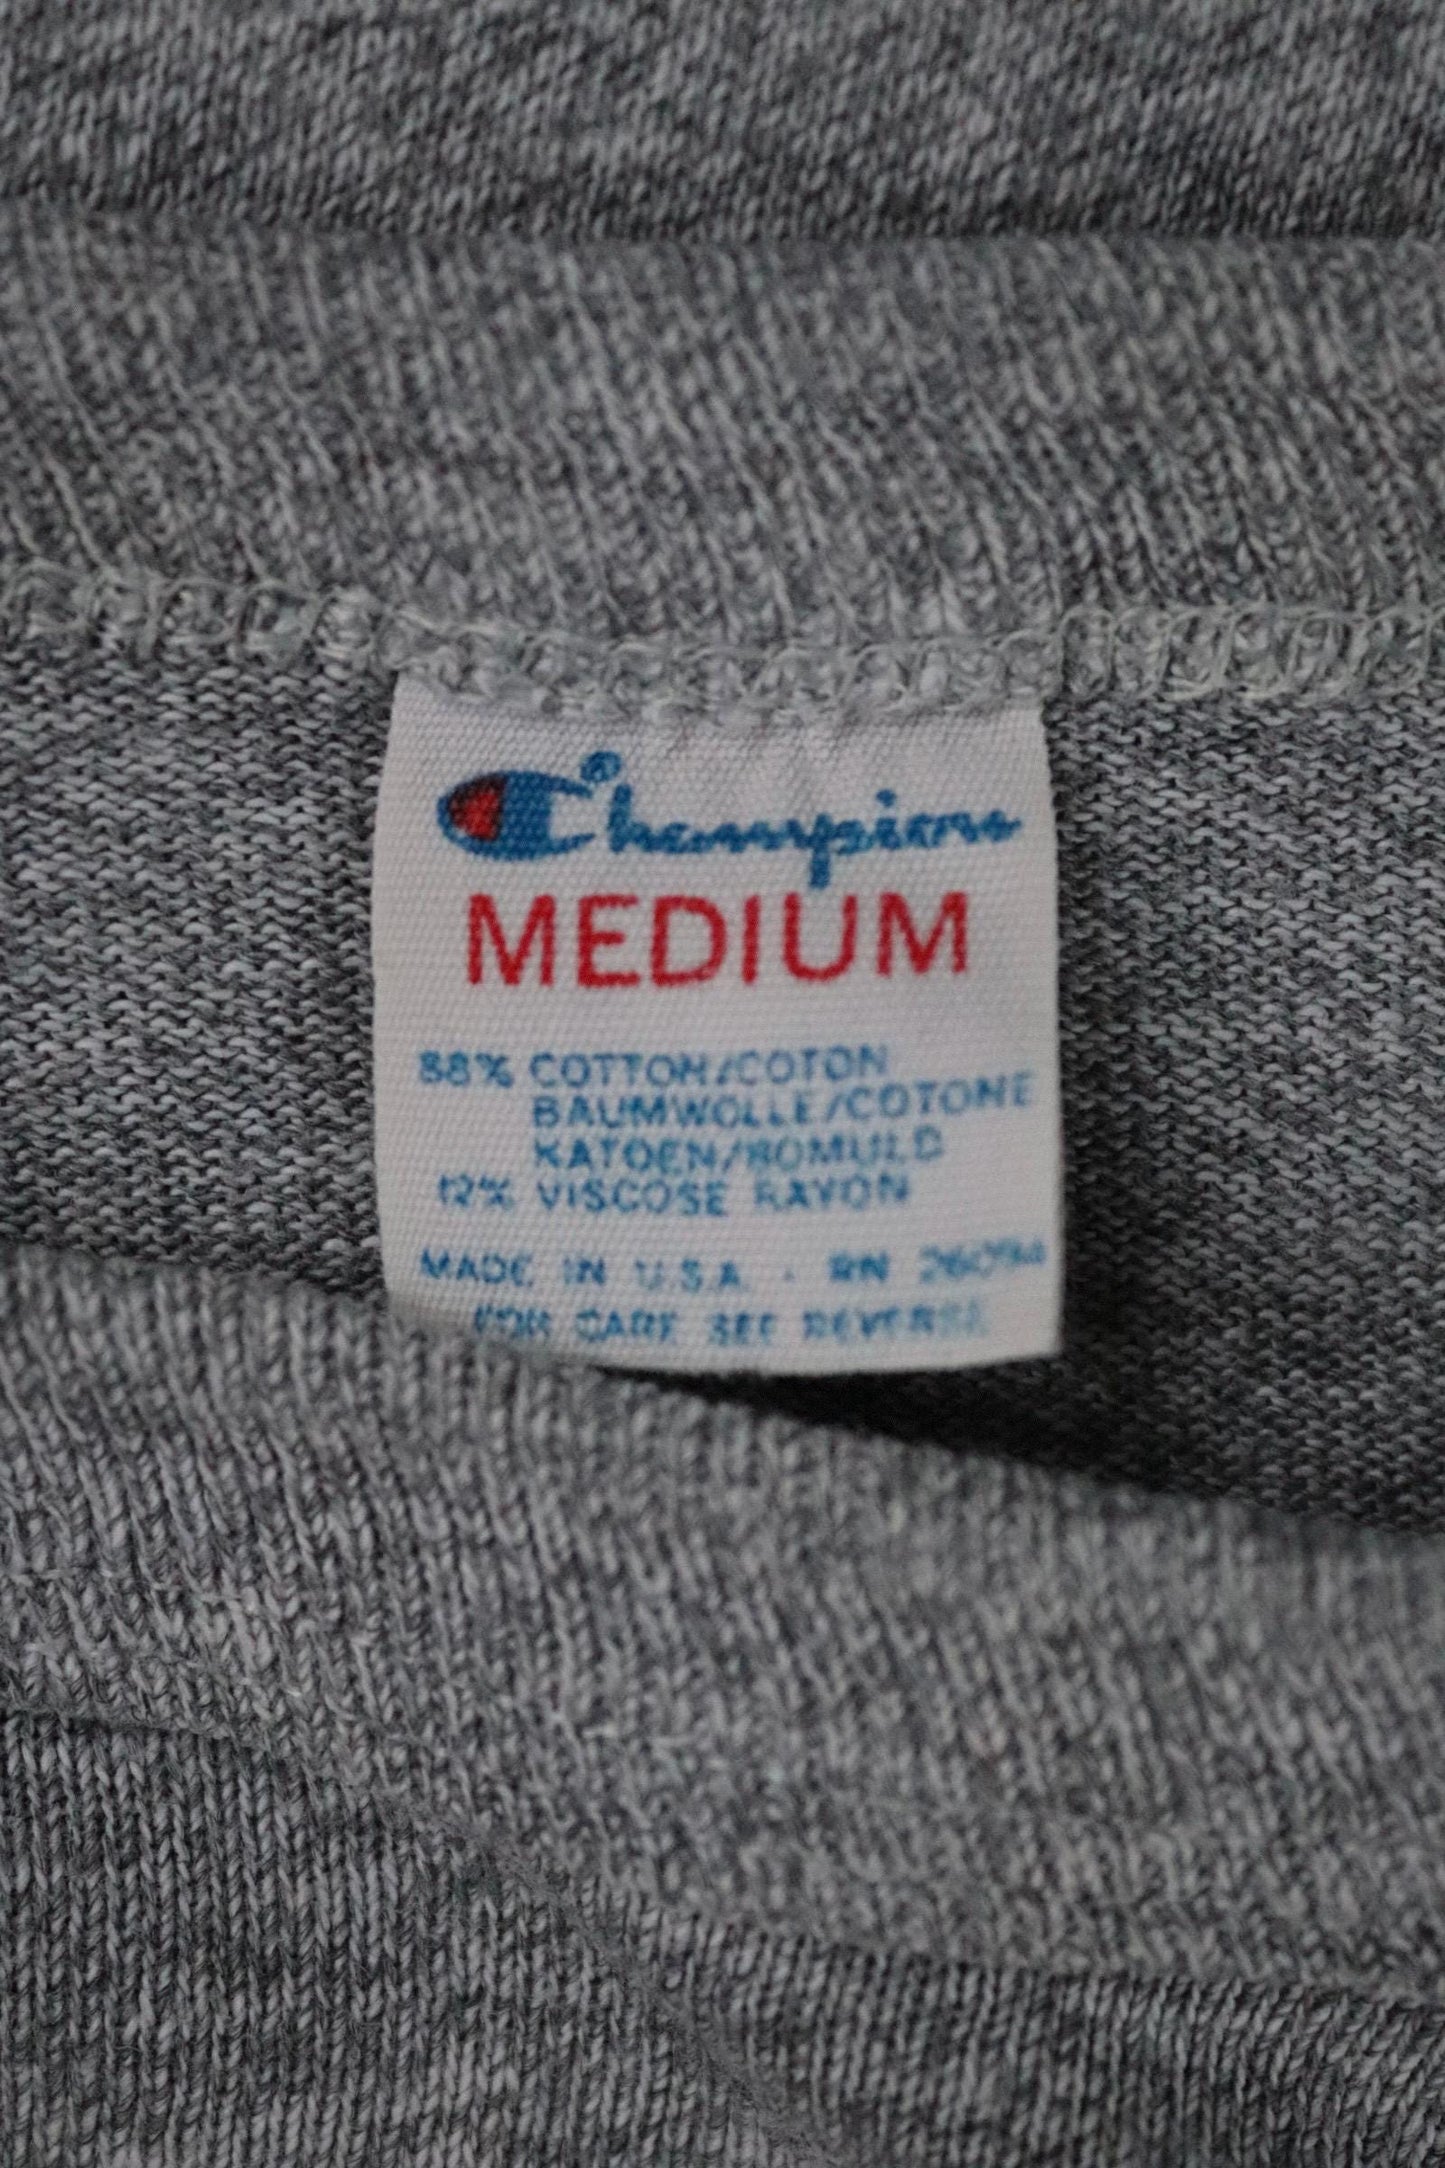 Champion®
MEDIUM
88% COTTON/COTON
BAUMWOLLE/COTONE
KATOEN/BOMULD
12% VISCOSE RAYON
MADE IN U.S.A. · RN 26094
FOR CARE SEE REVERSE